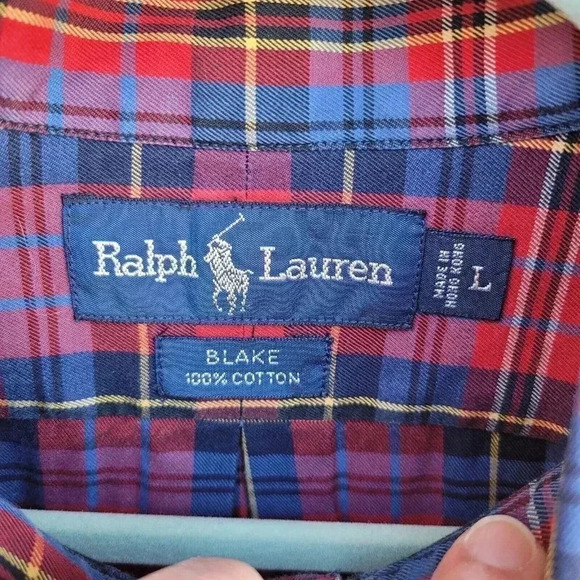 Ralph Lauren
MADE IN
HONG KONG
L
BLAKE
100% COTTON